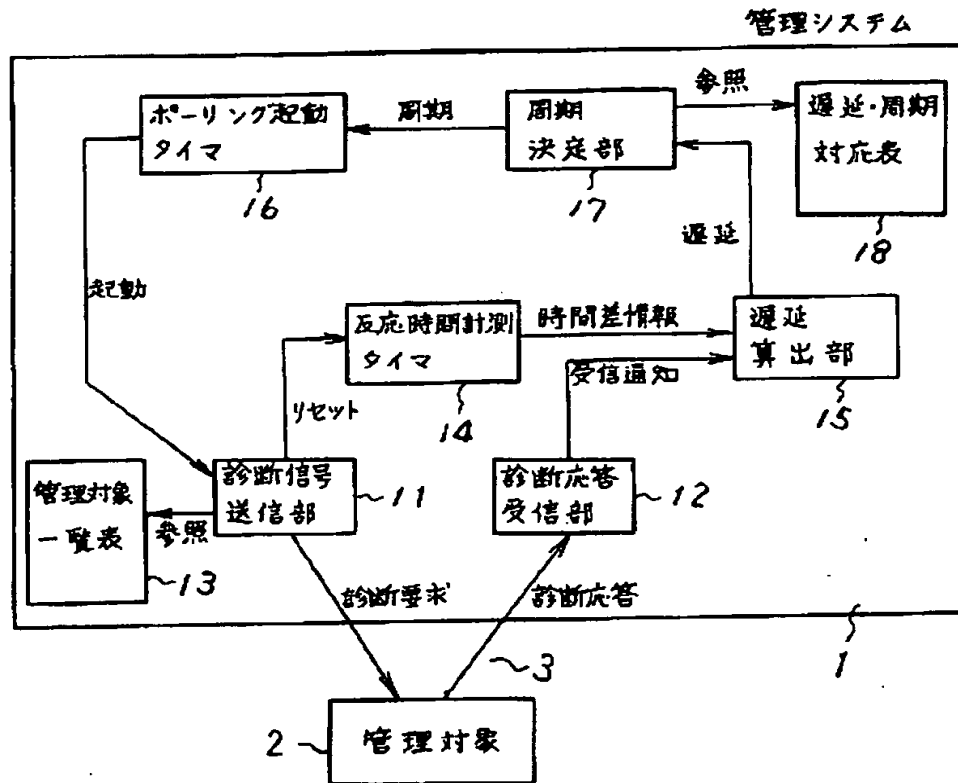 管理システム
ポーリング起動
タイマ
16
周期
周期
決定部
17
参照
遅延・周期
対応表
18
遅延
起動
反応時間計測
タイマ
14
時間差情報
受信通知
遅延
算出部
15
リセット
管理対象
一覧表
13
参照
診断信号
送信部
11
診断応答
受信部
12
診断要求
診断応答
3
1
2
管理対象